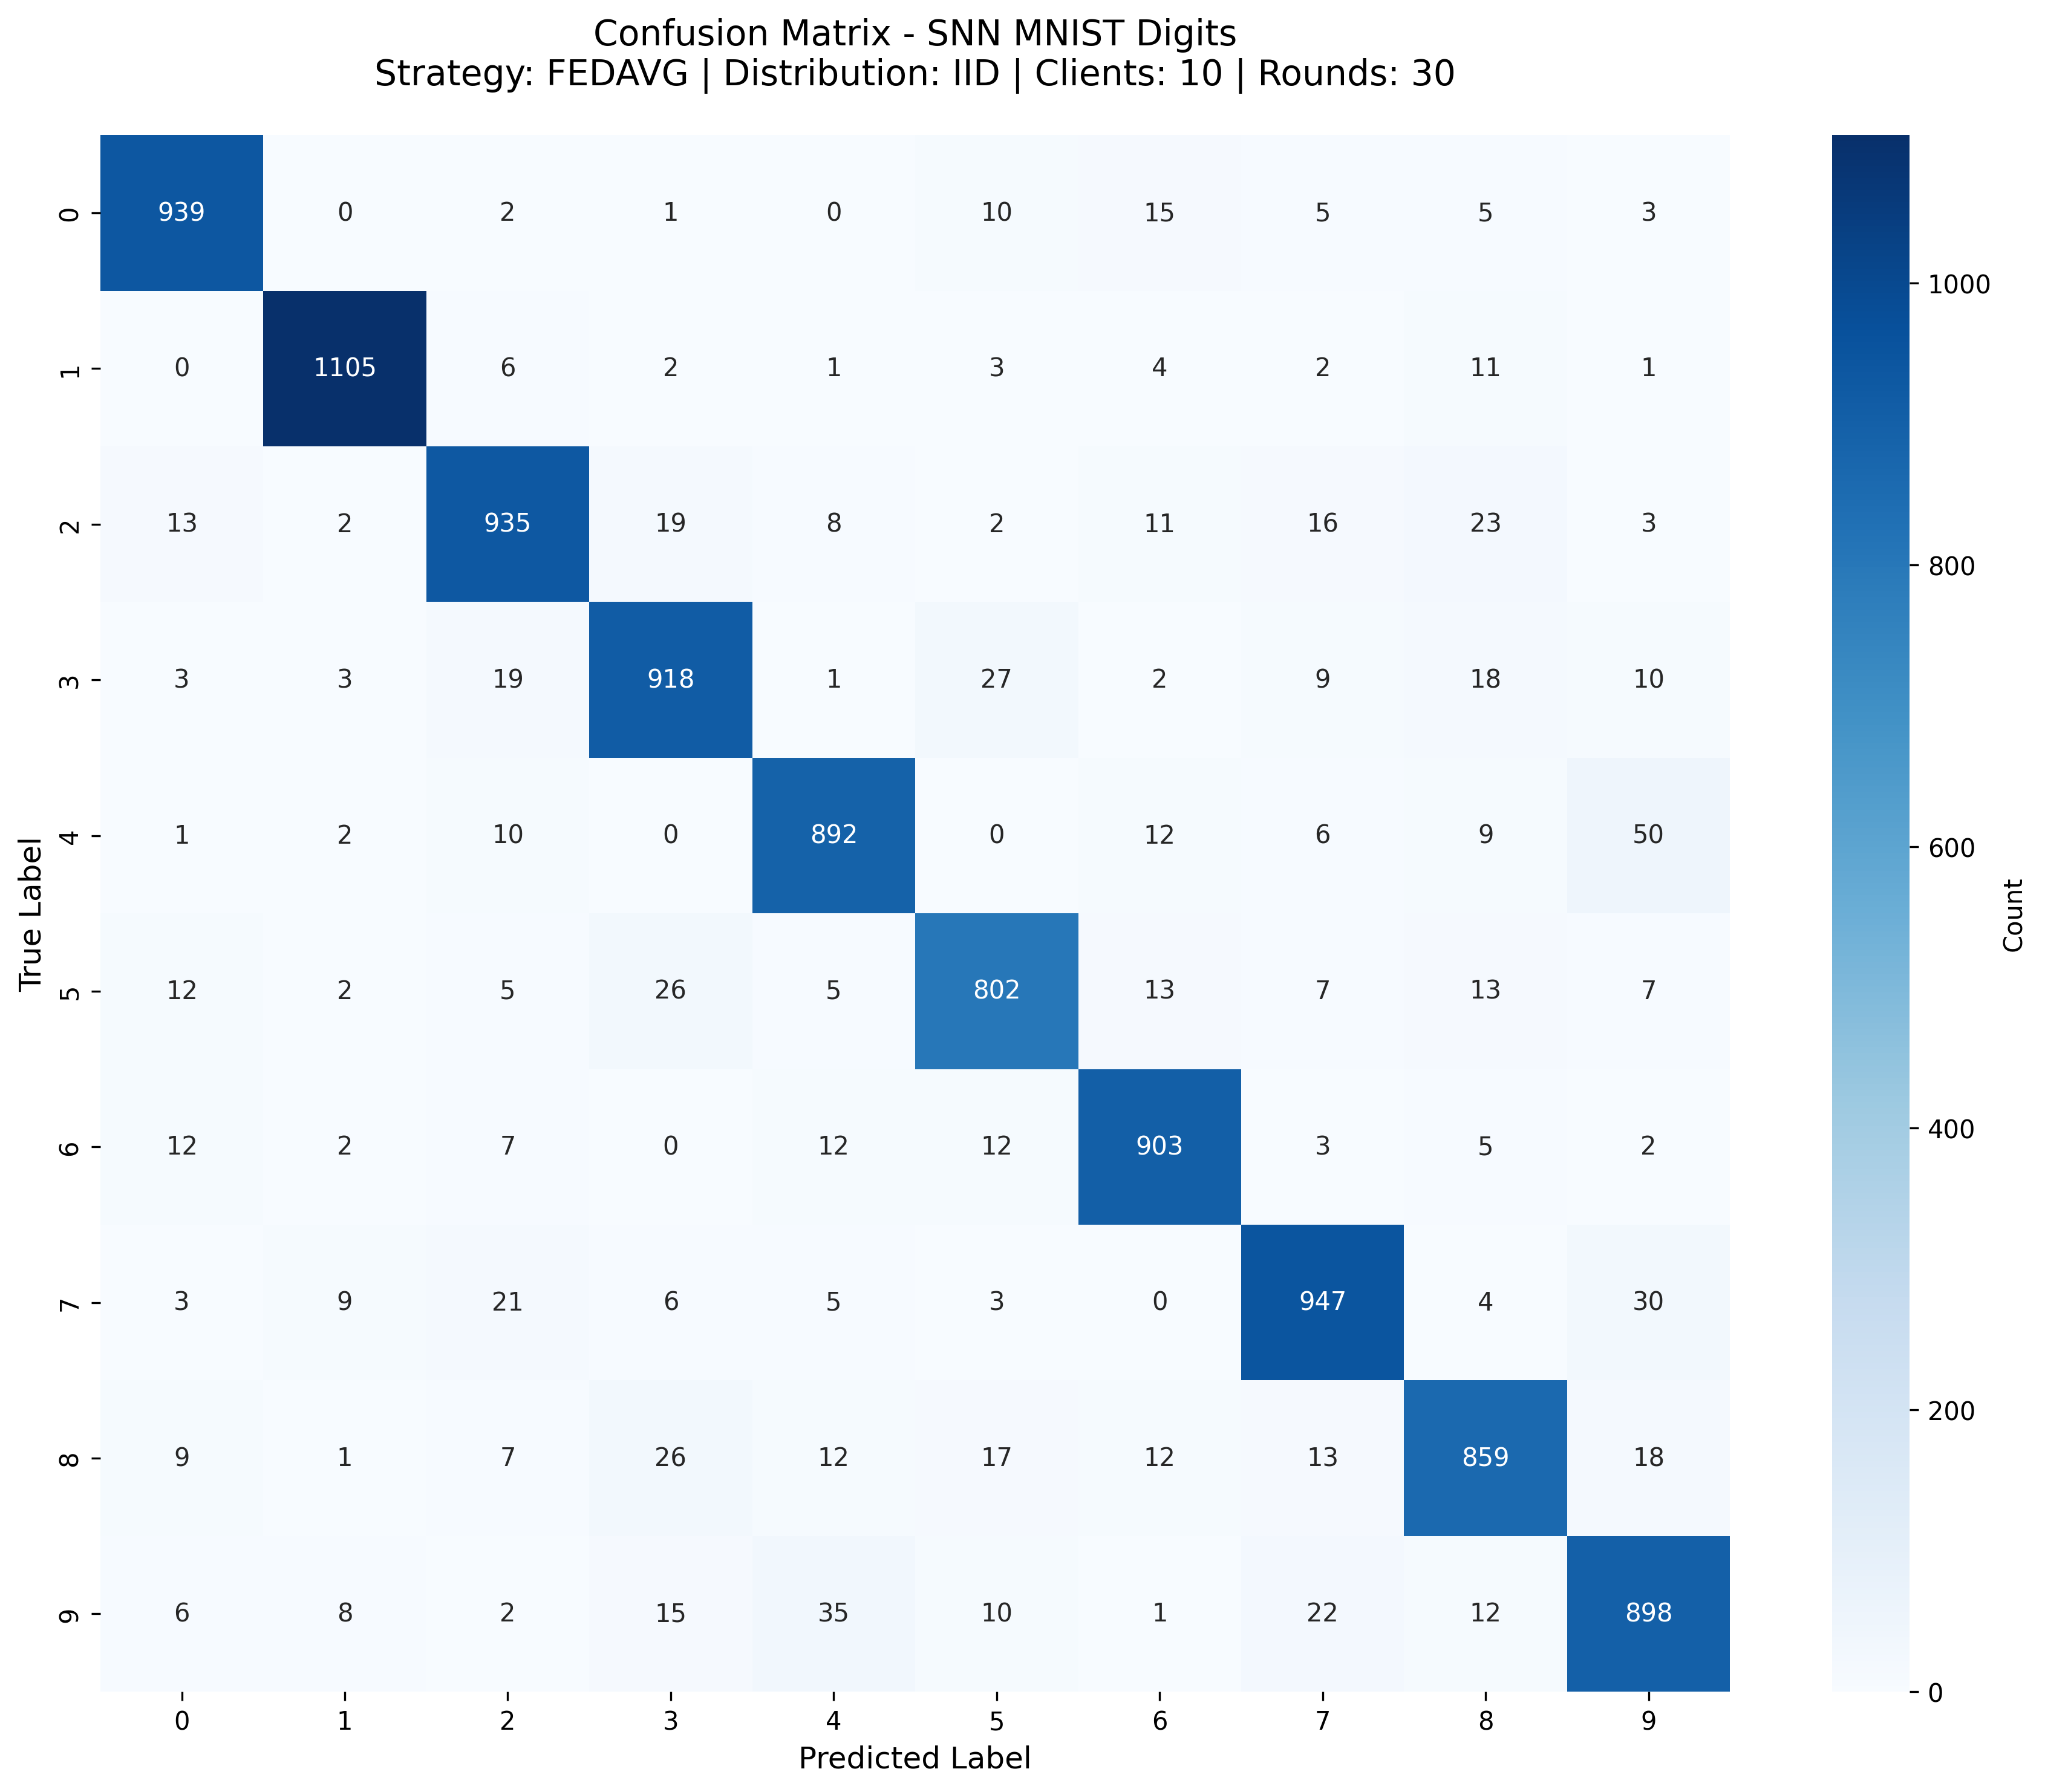 Confusion Matrix - SNN MNIST Digits
Strategy: FEDAVG | Distribution: IID | Clients: 10 | Rounds: 30
True Label
0 939 0 2 1 0 10 15 5 5 3
1 0 1105 6 2 1 3 4 2 11 1
2 13 2 935 19 8 2 11 16 23 3
3 3 3 19 918 1 27 2 9 18 10
4 1 2 10 0 892 0 12 6 9 50
5 12 2 5 26 5 802 13 7 13 7
6 12 2 7 0 12 12 903 3 5 2
7 3 9 21 6 5 3 0 947 4 30
8 9 1 7 26 12 17 12 13 859 18
9 6 8 2 15 35 10 1 22 12 898
0 1 2 3 4 5 6 7 8 9
Predicted Label
1000
800
600
400
200
0
Count